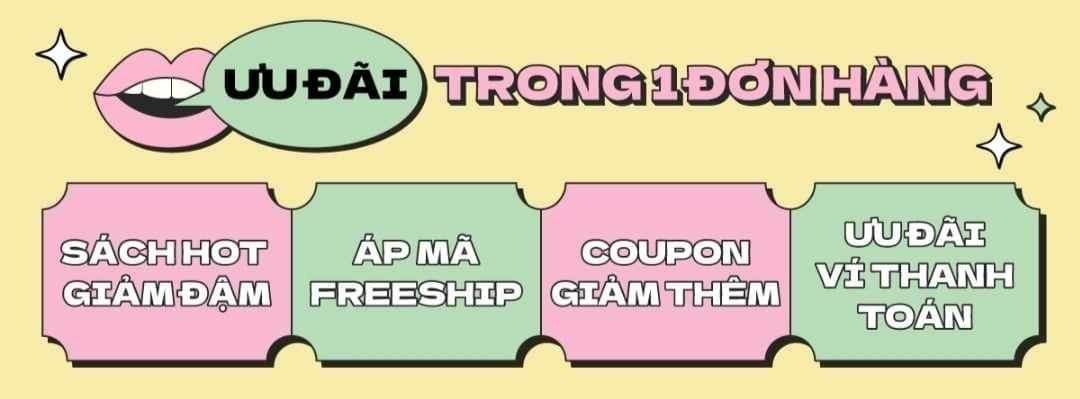 ƯU ĐÃI TRONG 1 ĐƠN HÀNG
SÁCH HOT
GIẢM ĐẬM
ÁP MÃ
FREESHIP
COUPON
GIẢM THÊM
ƯU ĐÃI
VÍ THANH
TOÁN